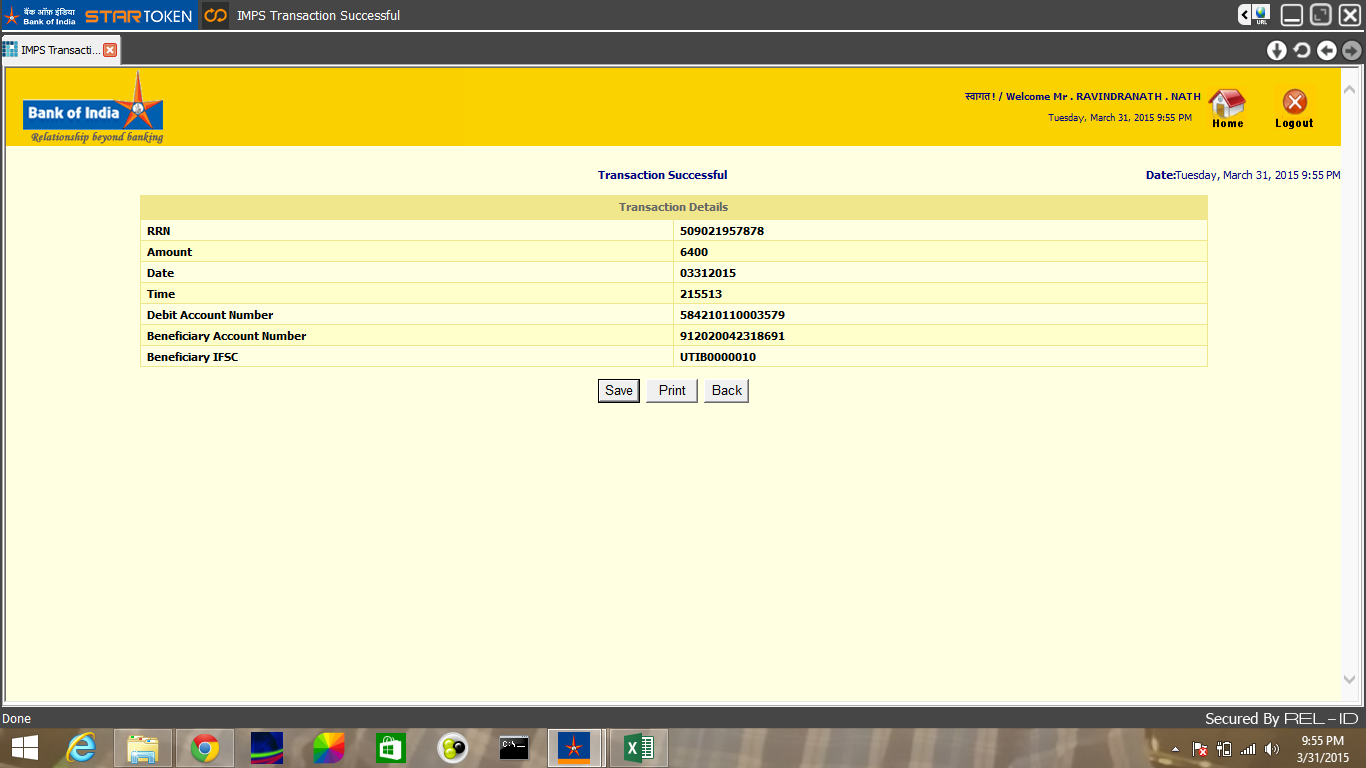 बैंक ऑफ़ इंडिया
Bank of India
STAR TOKEN
IMPS Transaction Successful
URL
IMPS Transacti...
Bank of India
Relationship beyond banking
स्वागत ! / Welcome Mr . RAVINDRANATH . NATH
Tuesday, March 31, 2015 9:55 PM
Home
Logout
Transaction Successful
Date:Tuesday, March 31, 2015 9:55 PM
Transaction Details
RRN 509021957878
Amount 6400
Date 03312015
Time 215513
Debit Account Number 584210110003579
Beneficiary Account Number 912020042318691
Beneficiary IFSC UTIB0000010
Save Print Back
Done
Secured By REL-ID
C:\_
9:55 PM
3/31/2015